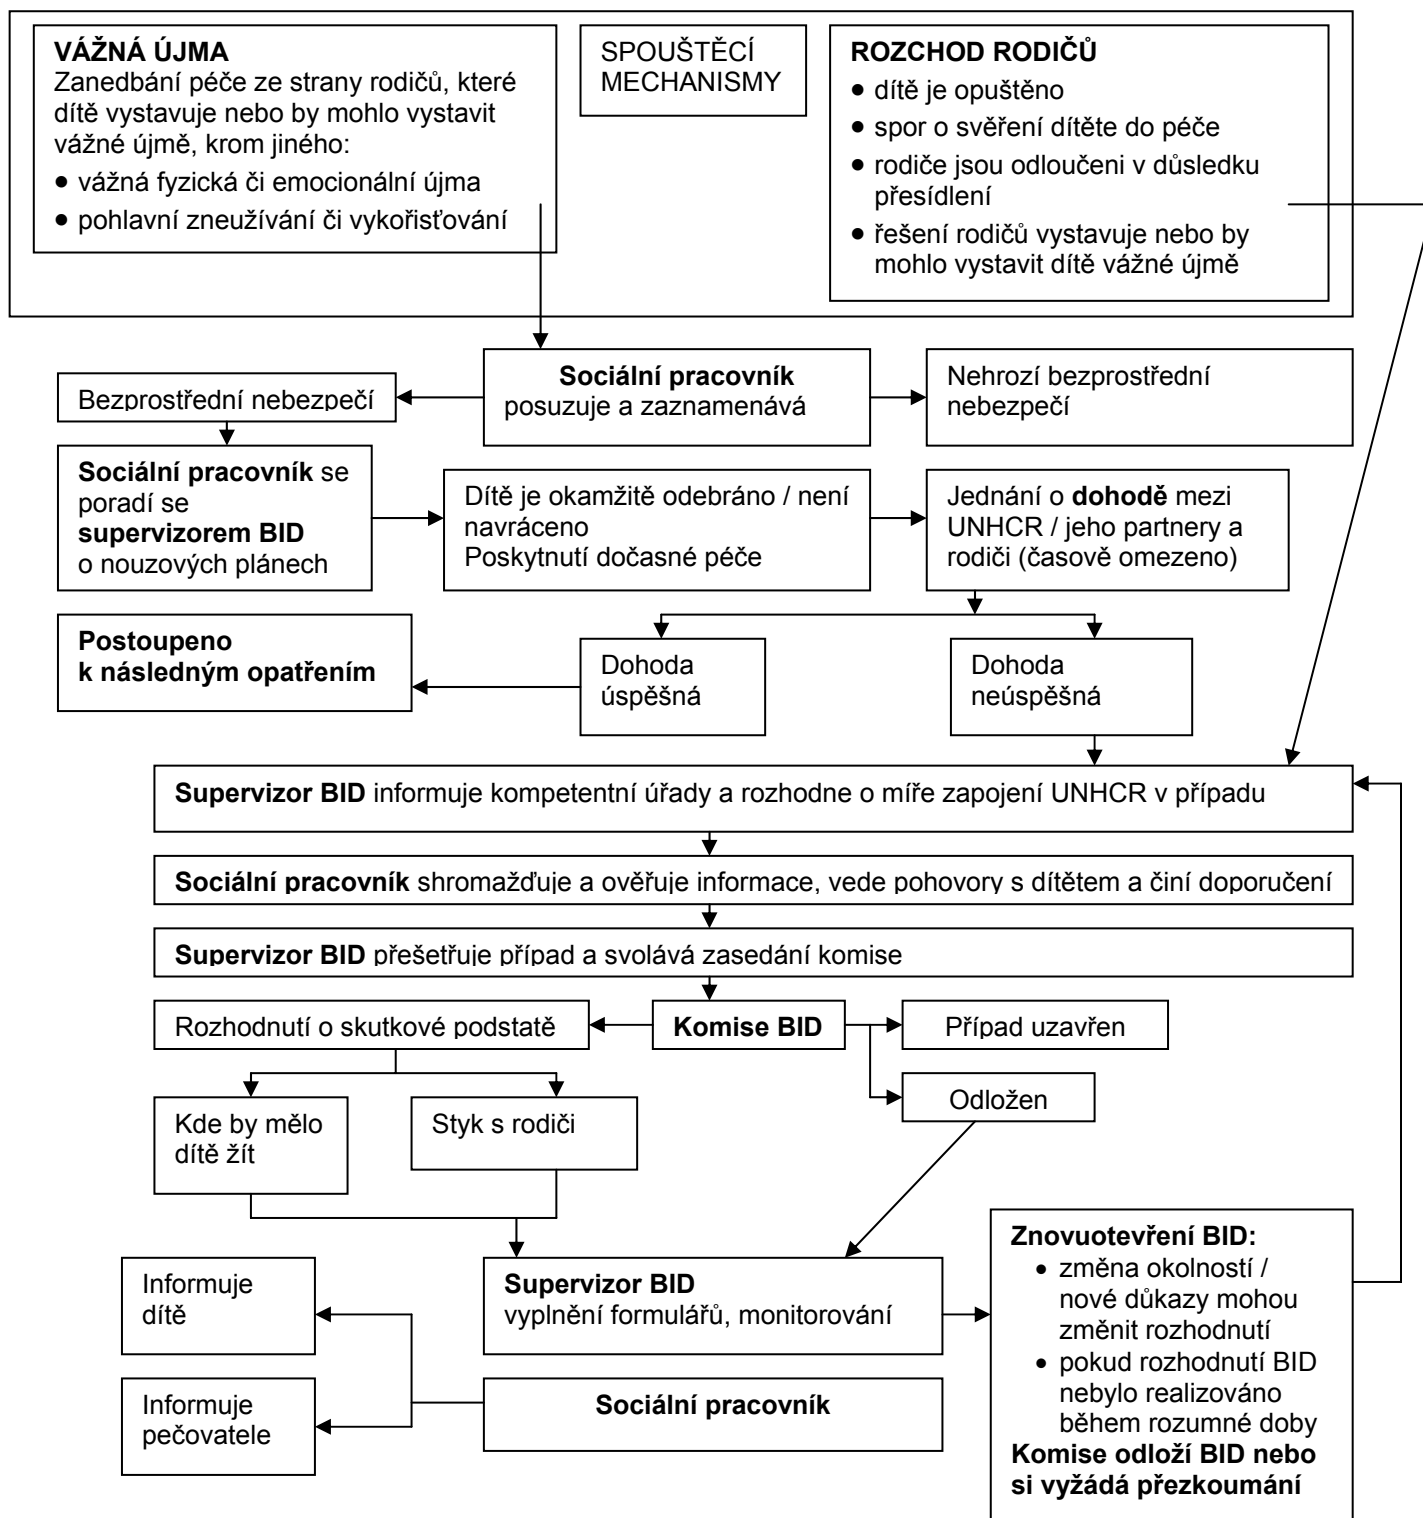 VÁŽNÁ ÚJMA
Zanedbání péče ze strany rodičů, které
dítě vystavuje nebo by mohlo vystavit
vážné újmě, krom jiného:
• vážná fyzická či emocionální újma
• pohlavní zneužívání či vykořisťování
SPOUŠTĚCÍ
MECHANISMY
ROZCHOD RODIČŮ
• dítě je opuštěno
• spor o svěření dítěte do péče
• rodiče jsou odloučeni v důsledku
přesídlení
• řešení rodičů vystavuje nebo by
mohlo vystavit dítě vážné újmě
Bezprostřední nebezpečí
Sociální pracovník
posuzuje a zaznamenává
Nehrozí bezprostřední
nebezpečí
Sociální pracovník se
poradí se
supervizorem BID
o nouzových plánech
Dítě je okamžitě odebráno / není
navráceno
Poskytnutí dočasné péče
Jednání o dohodě mezi
UNHCR / jeho partnery a
rodiči (časově omezeno)
Postoupeno
k následným opatřením
Dohoda
úspěšná
Dohoda
neúspěšná
Supervizor BID informuje kompetentní úřady a rozhodne o míře zapojení UNHCR v případu
Sociální pracovník shromažďuje a ověřuje informace, vede pohovory s dítětem a činí doporučení
Supervizor BID přešetřuje případ a svolává zasedání komise
Rozhodnutí o skutkové podstatě
Komise BID
Případ uzavřen
Odložen
Kde by mělo
dítě žít
Styk s rodiči
Informuje
dítě
Supervizor BID
vyplnění formulářů, monitorování
Informuje
pečovatele
Sociální pracovník
Znovuotevření BID:
• změna okolností /
nové důkazy mohou
změnit rozhodnutí
• pokud rozhodnutí BID
nebylo realizováno
během rozumné doby
Komise odloží BID nebo
si vyžádá přezkoumání